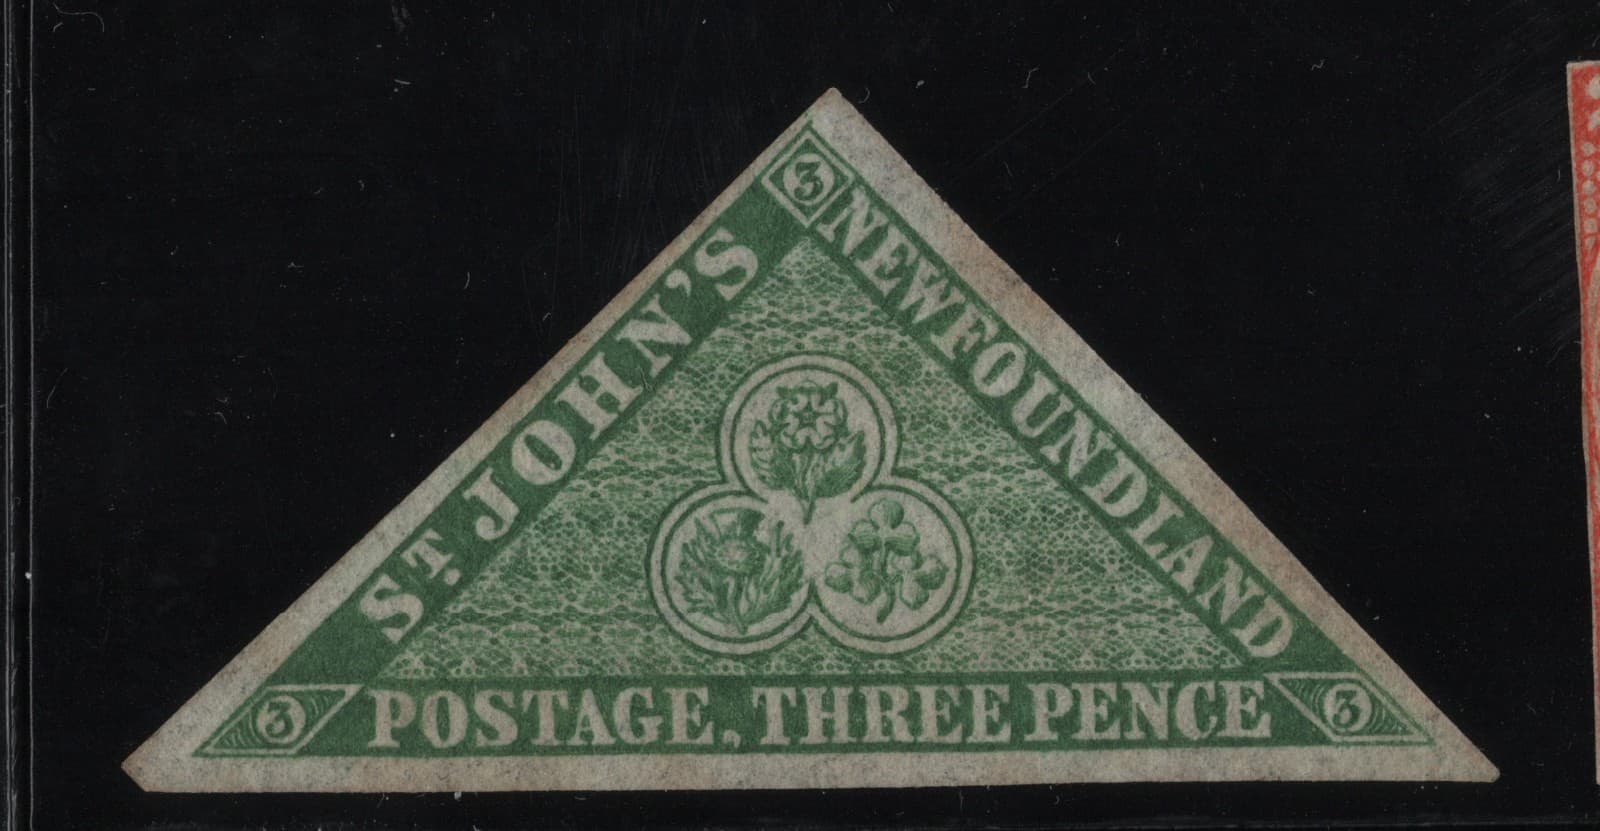 3
ST. JOHN'S
NEWFOUNDLAND
3 POSTAGE, THREE PENCE 3